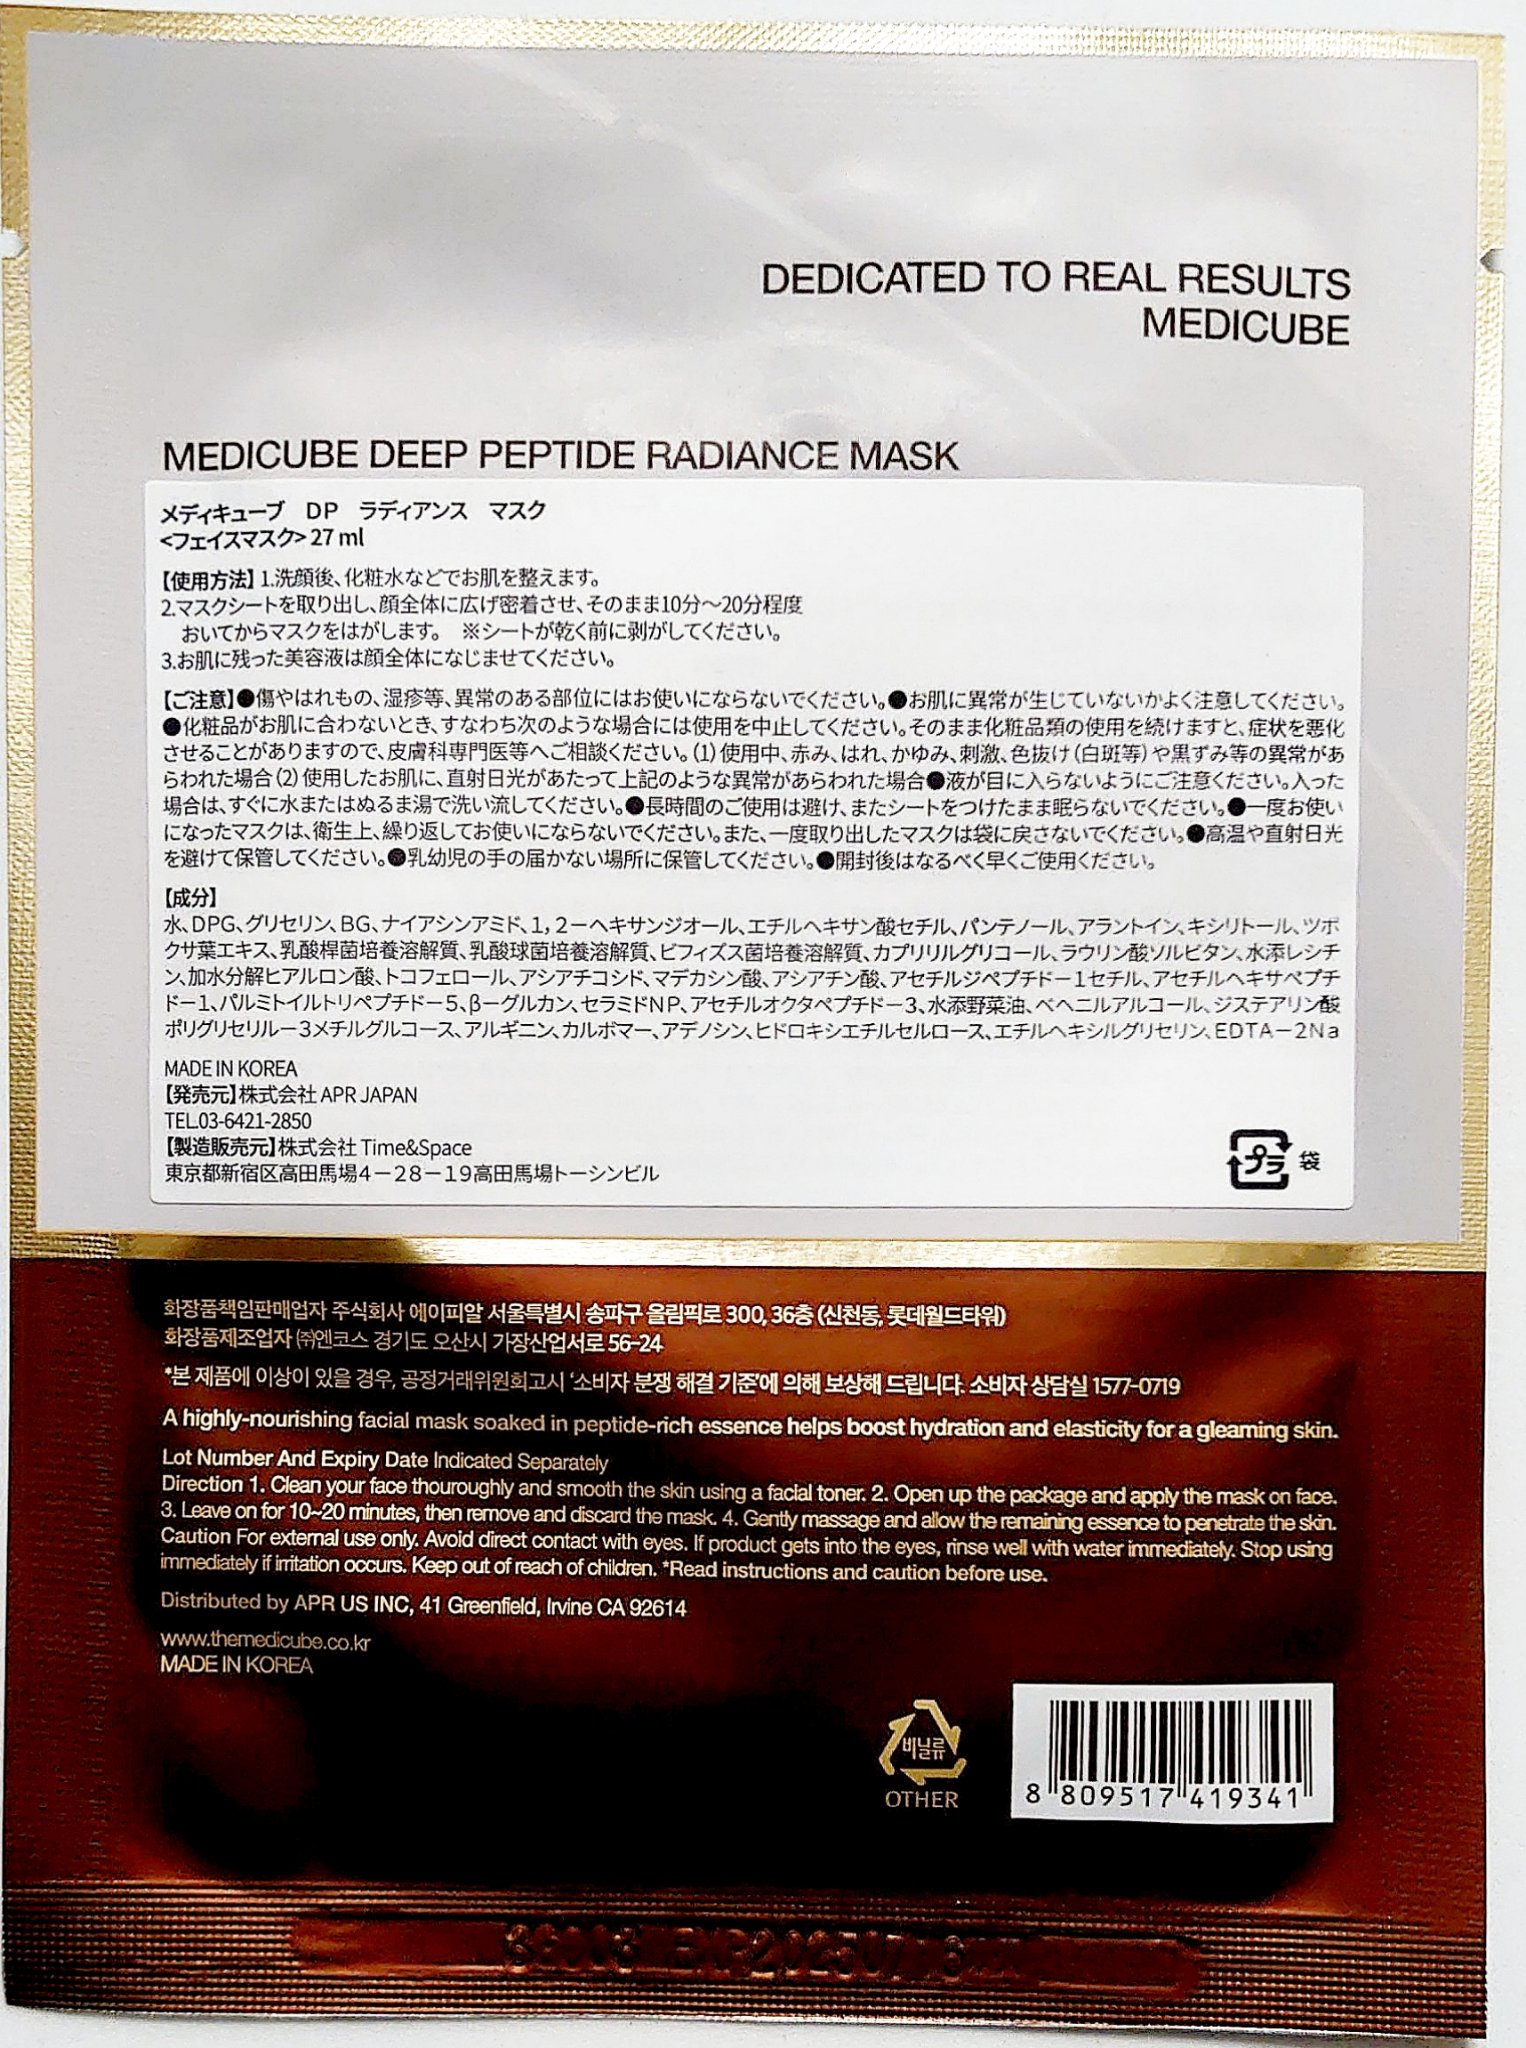 DEDICATED TO REAL RESULTS
MEDICUBE
MEDICUBE DEEP PEPTIDE RADIANCE MASK
メディキューブ　DP　ラディアンス　マスク
<フェイスマスク> 27 ml
【使用方法】1.洗顔後、化粧水などでお肌を整えます。
2.マスクシートを取り出し、顔全体に広げ密着させ、そのまま10分～20分程度
おいてからマスクをはがします。　※シートが乾く前に剥がしてください。
3.お肌に残った美容液は顔全体になじませてください。
【ご注意】●傷やはれもの、湿疹等、異常のある部位にはお使いにならないでください。●お肌に異常が生じていないかよく注意してください。
●化粧品がお肌に合わないとき、すなわち次のような場合には使用を中止してください。そのまま化粧品類の使用を続けますと、症状を悪化
させることがありますので、皮膚科専門医等へご相談ください。(1)使用中、赤み、はれ、かゆみ、刺激、色抜け(白斑等)や黒ずみ等の異常があ
らわれた場合(2)使用したお肌に、直射日光があたって上記のような異常があらわれた場合●液が目に入らないようにご注意ください。入った
場合は、すぐに水またはぬるま湯で洗い流してください。●長時間のご使用は避け、またシートをつけたまま眠らないでください。●一度お使い
になったマスクは、衛生上、繰り返してお使いにならないでください。また、一度取り出したマスクは袋に戻さないでください。●高温や直射日光
を避けて保管してください。●乳幼児の手の届かない場所に保管してください。●開封後はなるべく早くご使用ください。
【成分】
水、DPG、グリセリン、BG、ナイアシンアミド、1，2－ヘキサンジオール、エチルヘキサン酸セチル、パンテノール、アラントイン、キシリトール、ツボ
クサ葉エキス、乳酸桿菌培養溶解質、乳酸球菌培養溶解質、ビフィズス菌培養溶解質、カプリリルグリコール、ラウリン酸ソルビタン、水添レシチ
ン、加水分解ヒアルロン酸、トコフェロール、アシアチコシド、マデカシン酸、アシアチン酸、アセチルジペプチド－1セチル、アセチルヘキサペプチ
ド－1、パルミトイルトリペプチド－5、β－グルカン、セラミドNP、アセチルオクタペプチド－3、水添野菜油、ベヘニルアルコール、ジステアリン酸
ポリグリセリル－3メチルグルコース、アルギニン、カルボマー、アデノシン、ヒドロキシエチルセルロース、エチルヘキシルグリセリン、EDTA－2Na
MADE IN KOREA
【発売元】株式会社 APR JAPAN
TEL.03-6421-2850
【製造販売元】株式会社 Time&Space
東京都新宿区高田馬場4－28－19高田馬場トーシンビル
プラ 袋
화장품책임판매업자 주식회사 에이피알 서울특별시 송파구 올림픽로 300, 36층 (신천동, 롯데월드타워)
화장품제조업자 ㈜엔코스 경기도 오산시 가장산업서로 56-24
*본 제품에 이상이 있을 경우, 공정거래위원회고시 '소비자 분쟁 해결 기준'에 의해 보상해 드립니다. 소비자 상담실 1577-0719
A highly-nourishing facial mask soaked in peptide-rich essence helps boost hydration and elasticity for a gleaming skin.
Lot Number And Expiry Date Indicated Separately
Direction 1. Clean your face thouroughly and smooth the skin using a facial toner. 2. Open up the package and apply the mask on face.
3. Leave on for 10~20 minutes, then remove and discard the mask. 4. Gently massage and allow the remaining essence to penetrate the skin.
Caution For external use only. Avoid direct contact with eyes. If product gets into the eyes, rinse well with water immediately. Stop using
immediately if irritation occurs. Keep out of reach of children. *Read instructions and caution before use.
Distributed by APR US INC, 41 Greenfield, Irvine CA 92614
www.themedicube.co.kr
MADE IN KOREA
비닐류
OTHER
8 809517 419341